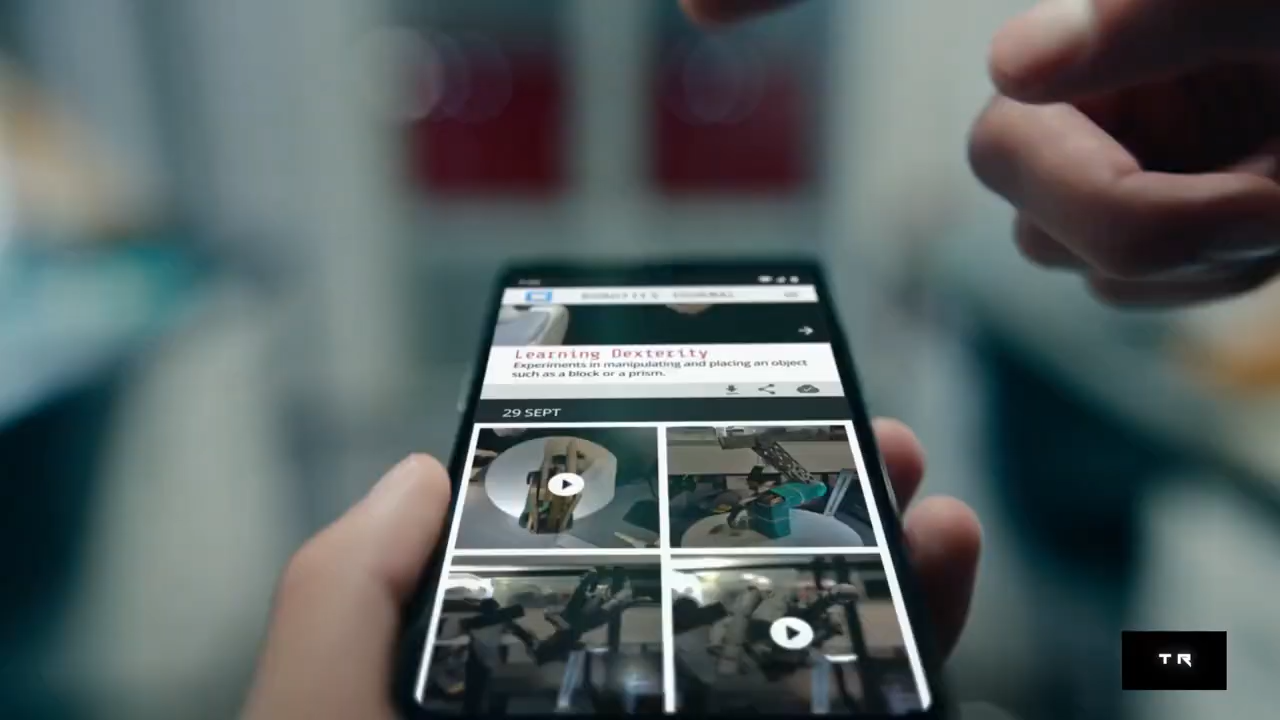 Learning Dexterity
Experiments in manipulating and placing an object
such as a block or a prism.
29 SEPT
TR